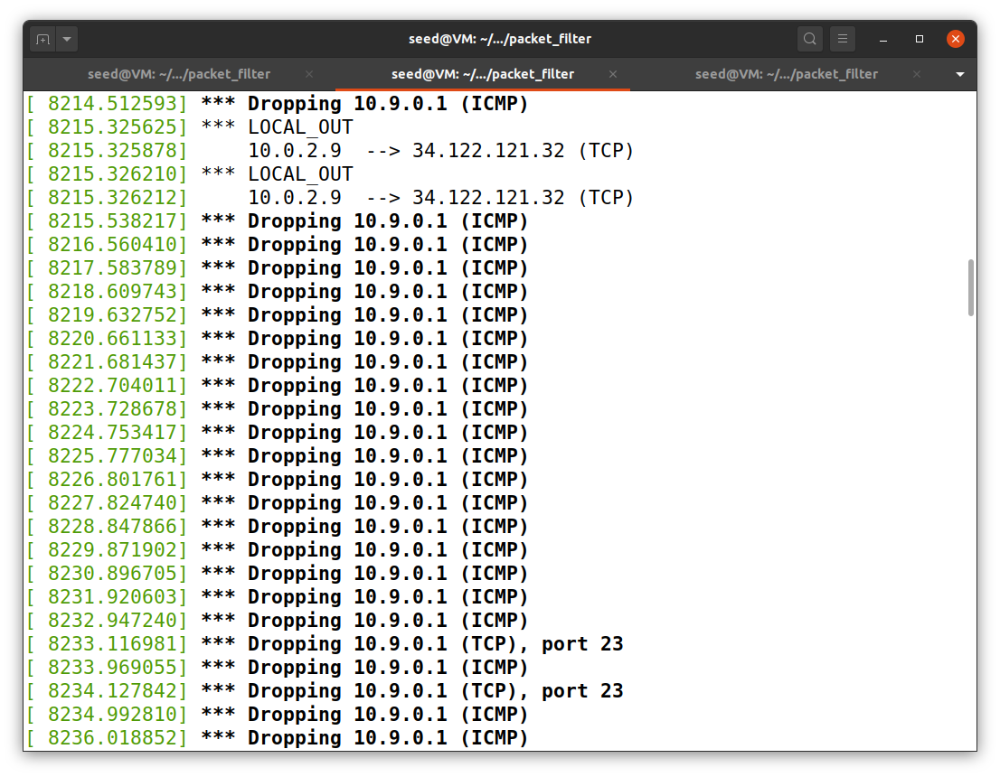 seed@VM: ~/.../packet_filter
seed@VM: ~/.../packet_filter seed@VM: ~/.../packet_filter seed@VM: ~/.../packet_filter
[ 8214.512593] *** Dropping 10.9.0.1 (ICMP)
[ 8215.325625] *** LOCAL_OUT
[ 8215.325878]     10.0.2.9  --> 34.122.121.32 (TCP)
[ 8215.326210] *** LOCAL_OUT
[ 8215.326212]     10.0.2.9  --> 34.122.121.32 (TCP)
[ 8215.538217] *** Dropping 10.9.0.1 (ICMP)
[ 8216.560410] *** Dropping 10.9.0.1 (ICMP)
[ 8217.583789] *** Dropping 10.9.0.1 (ICMP)
[ 8218.609743] *** Dropping 10.9.0.1 (ICMP)
[ 8219.632752] *** Dropping 10.9.0.1 (ICMP)
[ 8220.661133] *** Dropping 10.9.0.1 (ICMP)
[ 8221.681437] *** Dropping 10.9.0.1 (ICMP)
[ 8222.704011] *** Dropping 10.9.0.1 (ICMP)
[ 8223.728678] *** Dropping 10.9.0.1 (ICMP)
[ 8224.753417] *** Dropping 10.9.0.1 (ICMP)
[ 8225.777034] *** Dropping 10.9.0.1 (ICMP)
[ 8226.801761] *** Dropping 10.9.0.1 (ICMP)
[ 8227.824740] *** Dropping 10.9.0.1 (ICMP)
[ 8228.847866] *** Dropping 10.9.0.1 (ICMP)
[ 8229.871902] *** Dropping 10.9.0.1 (ICMP)
[ 8230.896705] *** Dropping 10.9.0.1 (ICMP)
[ 8231.920603] *** Dropping 10.9.0.1 (ICMP)
[ 8232.947240] *** Dropping 10.9.0.1 (ICMP)
[ 8233.116981] *** Dropping 10.9.0.1 (TCP), port 23
[ 8233.969055] *** Dropping 10.9.0.1 (ICMP)
[ 8234.127842] *** Dropping 10.9.0.1 (TCP), port 23
[ 8234.992810] *** Dropping 10.9.0.1 (ICMP)
[ 8236.018852] *** Dropping 10.9.0.1 (ICMP)